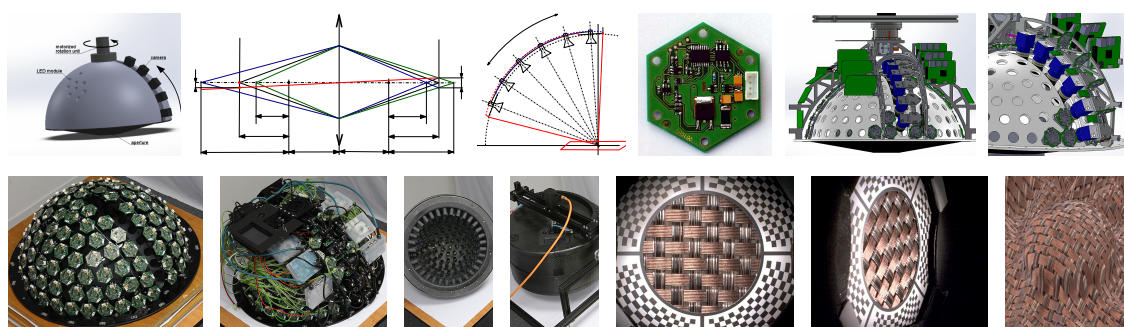 motorized
rotation unit
camera
LED module
aperture